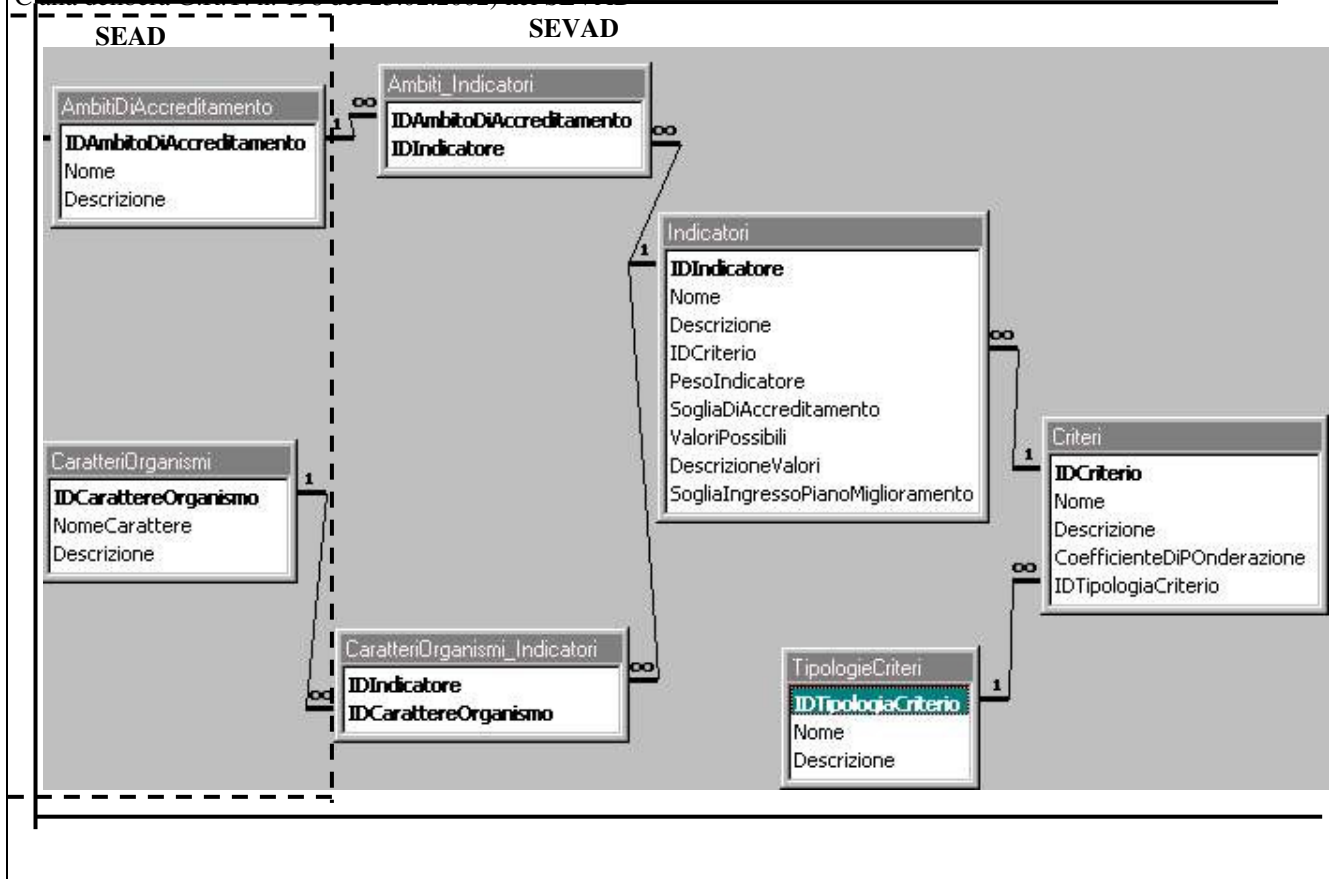 SEAD
SEVAD
AmbitiDiAccreditamento
IDAmbitoDiAccreditamento
Nome
Descrizione
1
∞
Ambiti_Indicatori
IDAmbitoDiAccreditamento
IDIndicatore
∞
1
Indicatori
IDIndicatore
Nome
Descrizione
IDCriterio
PesoIndicatore
SogliaDiAccreditamento
ValoriPossibili
DescrizioneValori
SogliaIngressoPianoMiglioramento
∞
1
Criteri
IDCriterio
Nome
Descrizione
CoefficienteDiPOnderazione
IDTipologiaCriterio
∞
CaratteriOrganismi
IDCarattereOrganismo
NomeCarattere
Descrizione
1
∞
CaratteriOrganismi_Indicatori
IDIndicatore
IDCarattereOrganismo
∞
TipologieCriteri
IDTipologiaCriterio
Nome
Descrizione
1